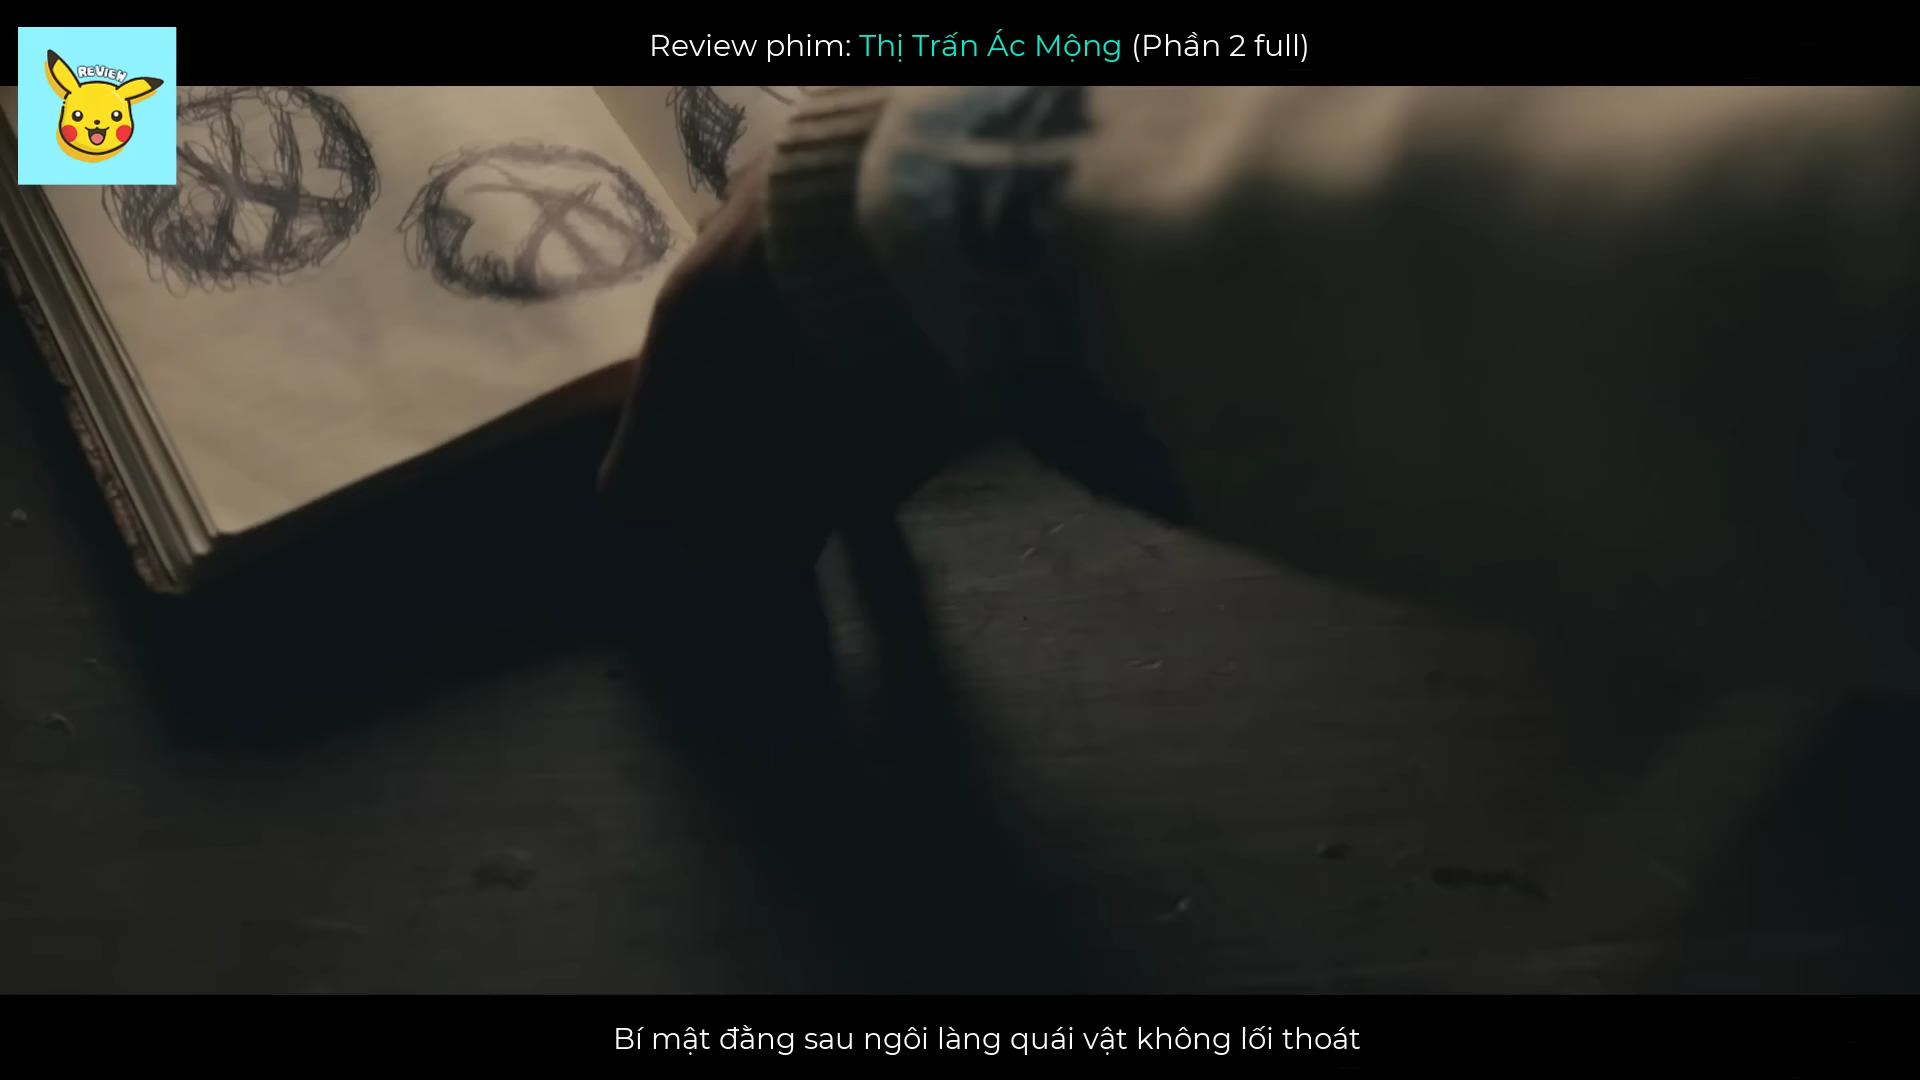 Review phim: Thị Trấn Ác Mộng (Phần 2 full)
REVIEW
Bí mật đằng sau ngôi làng quái vật không lối thoát